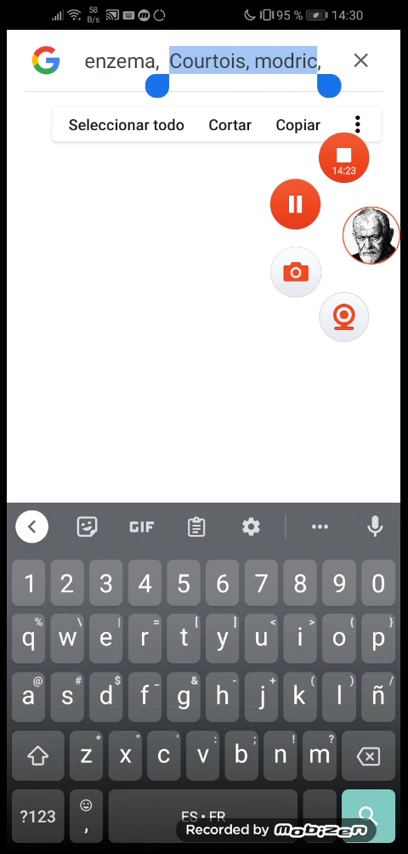 58
B/s
95 %
14:30
enzema, Courtois, modric,
Seleccionar todo Cortar Copiar
14:23
GIF
1 2 3 4 5 6 7 8 9 0
% \ | = [ ] < > { }
q w e r t y u i o p
@ # $ _ & - + ( ) /
a s d f g h j k l ñ
* " ' : ; ! ?
z x c v b n m
?123 , ES • FR
Recorded by Mobizen